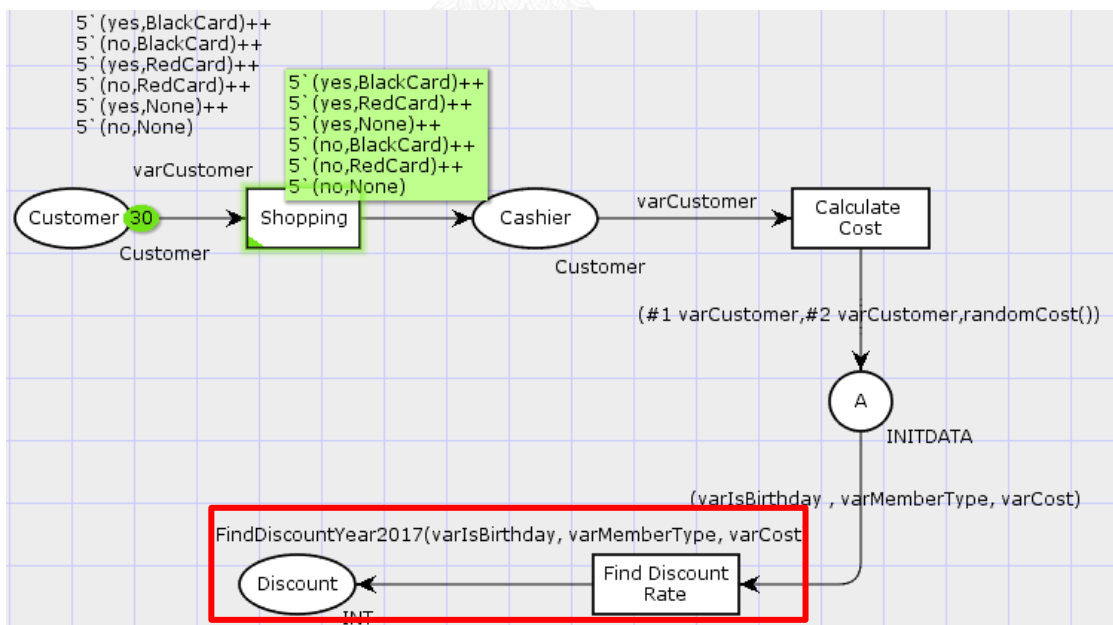 5`(yes,BlackCard)++
5`(no,BlackCard)++
5`(yes,RedCard)++
5`(no,RedCard)++
5`(yes,None)++
5`(no,None)
5`(yes,BlackCard)++
5`(yes,RedCard)++
5`(yes,None)++
5`(no,BlackCard)++
5`(no,RedCard)++
5`(no,None)
varCustomer
Customer
30
Shopping
Cashier
varCustomer
Calculate
Cost
Customer
Customer
(#1 varCustomer,#2 varCustomer,randomCost())
A
INITDATA
(varIsBirthday , varMemberType, varCost)
FindDiscountYear2017(varIsBirthday, varMemberType, varCost
Discount
Find Discount
Rate
INT